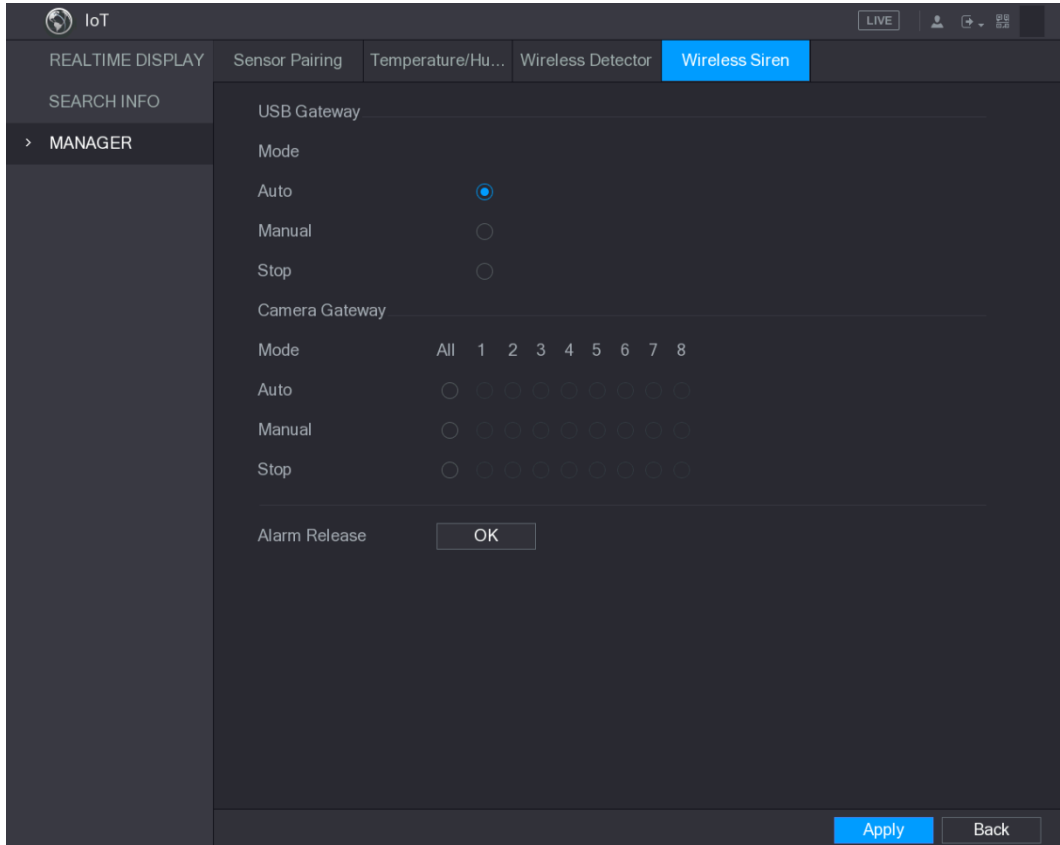 IoT LIVE
REALTIME DISPLAY
SEARCH INFO
MANAGER
Sensor Pairing Temperature/Hu... Wireless Detector Wireless Siren
USB Gateway
Mode
Auto
Manual
Stop
Camera Gateway
Mode All 1 2 3 4 5 6 7 8
Auto
Manual
Stop
Alarm Release OK
Apply Back